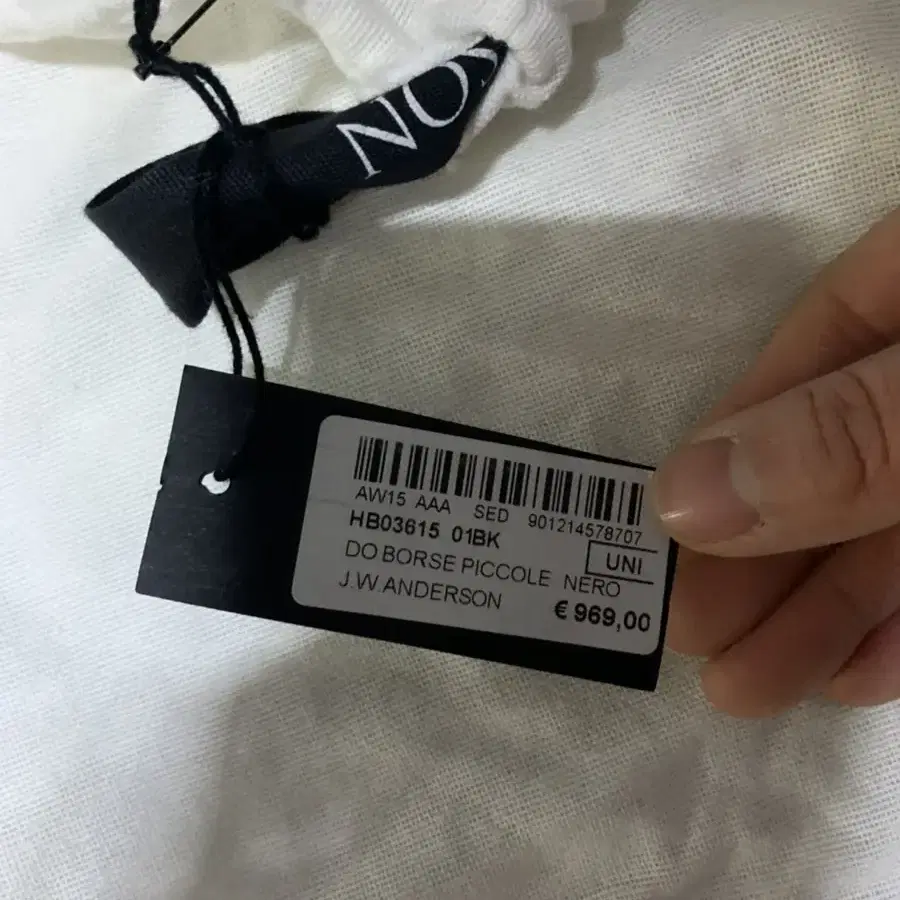 NOS
AW15 AAA SED 901214578707
HB03615 01BK
UNI
DO BORSE PICCOLE NERO
J.W.ANDERSON € 969,00